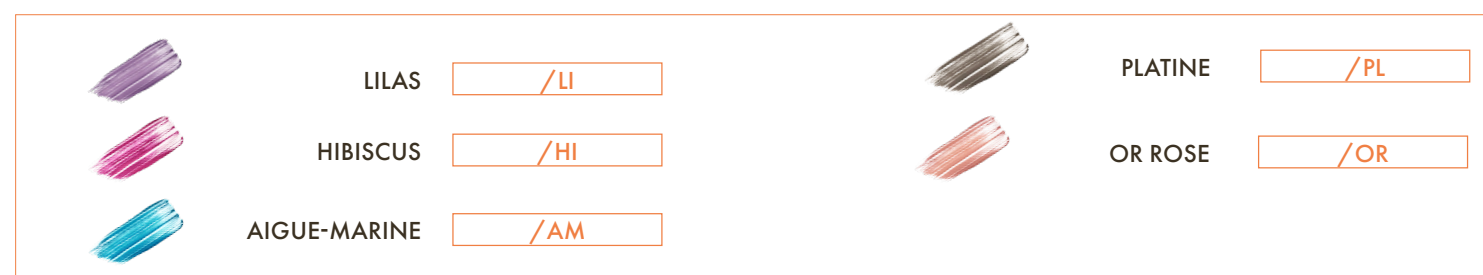 LILAS /LI
HIBISCUS /HI
AIGUE-MARINE /AM
PLATINE /PL
OR ROSE /OR